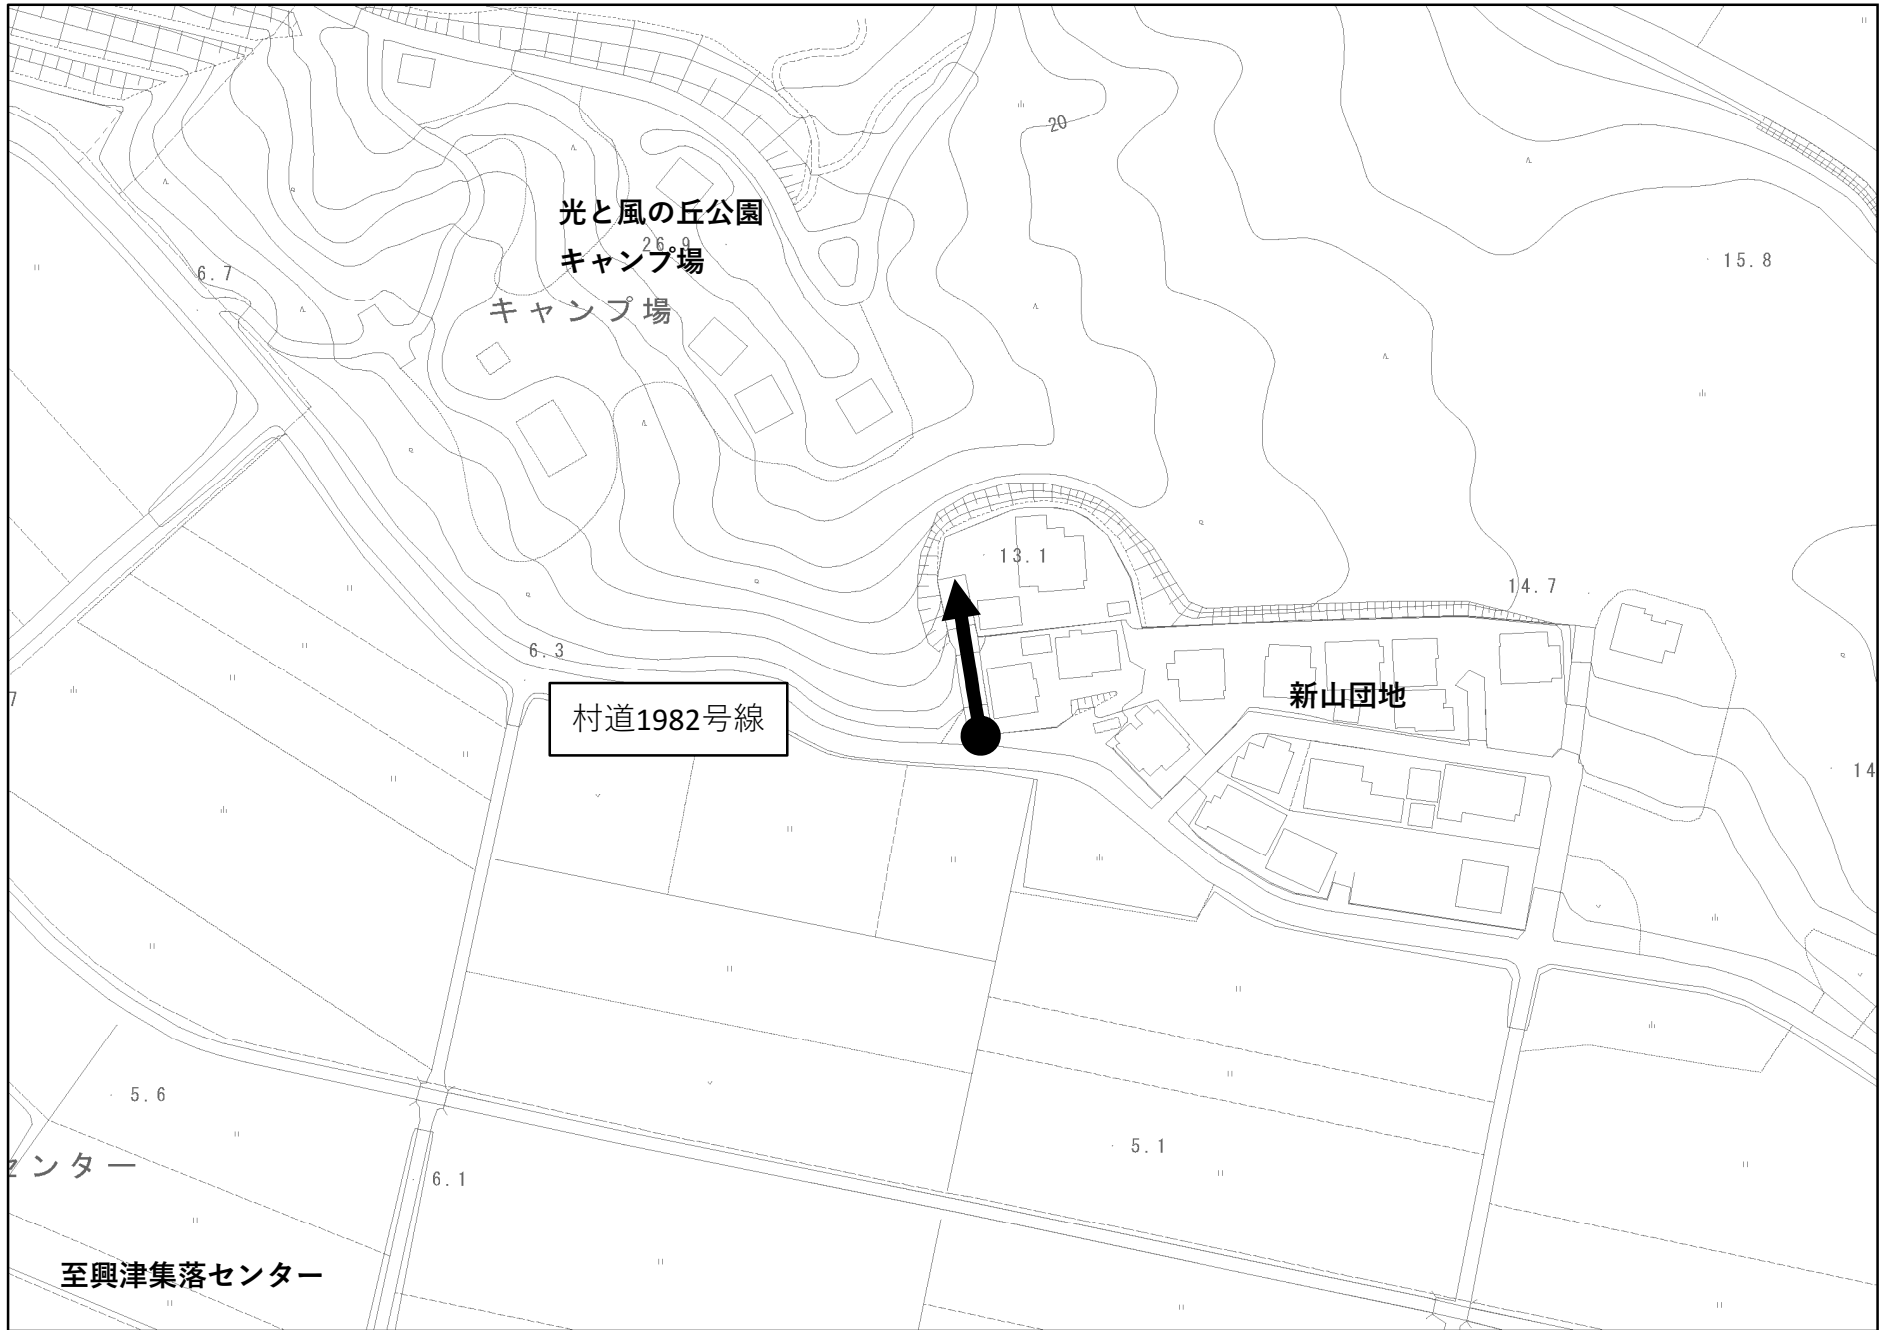 20
光と風の丘公園
26.9
キャンプ場
15.8
6.7
キャンプ場
13.1
14.7
6.3
新山団地
7
村道1982号線
14
5.6
5.1
センター
6.1
至興津集落センター